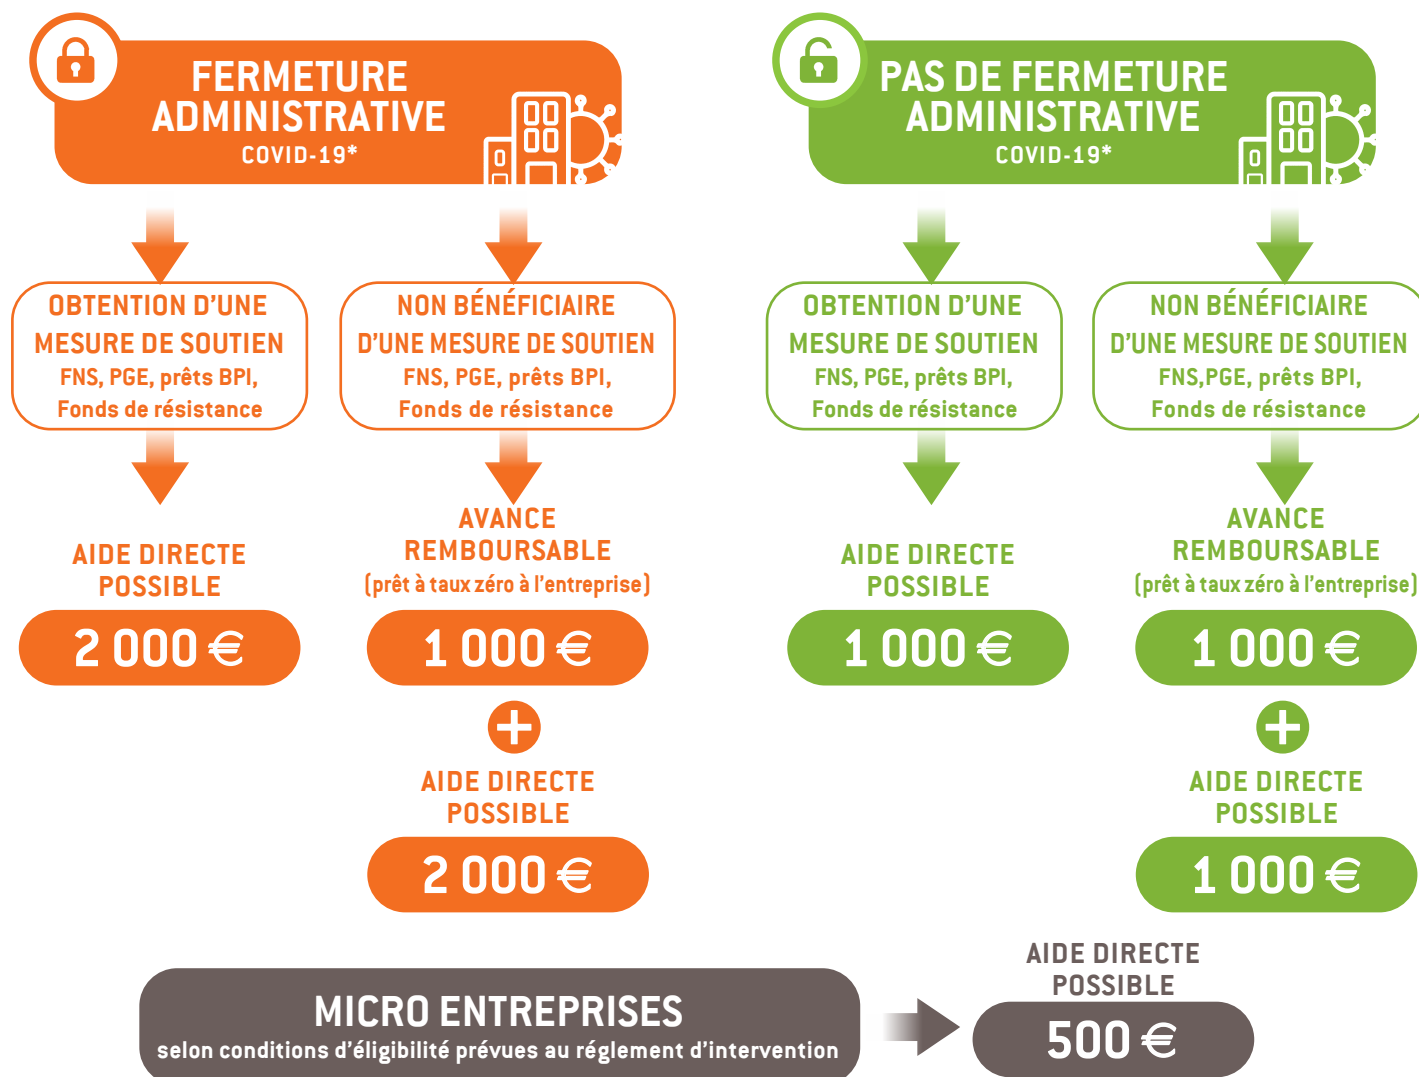 FERMETURE
ADMINISTRATIVE
COVID-19*
OBTENTION D'UNE
MESURE DE SOUTIEN
FNS, PGE, prêts BPI,
Fonds de résistance
AIDE DIRECTE
POSSIBLE
2 000 €
NON BÉNÉFICIAIRE
D'UNE MESURE DE SOUTIEN
FNS, PGE, prêts BPI,
Fonds de résistance
AVANCE
REMBOURSABLE
(prêt à taux zéro à l'entreprise)
1 000 €
+
AIDE DIRECTE
POSSIBLE
2 000 €
PAS DE FERMETURE
ADMINISTRATIVE
COVID-19*
OBTENTION D'UNE
MESURE DE SOUTIEN
FNS, PGE, prêts BPI,
Fonds de résistance
AIDE DIRECTE
POSSIBLE
1 000 €
NON BÉNÉFICIAIRE
D'UNE MESURE DE SOUTIEN
FNS,PGE, prêts BPI,
Fonds de résistance
AVANCE
REMBOURSABLE
(prêt à taux zéro à l'entreprise)
1 000 €
+
AIDE DIRECTE
POSSIBLE
1 000 €
MICRO ENTREPRISES
selon conditions d'éligibilité prévues au réglement d'intervention
AIDE DIRECTE
POSSIBLE
500 €